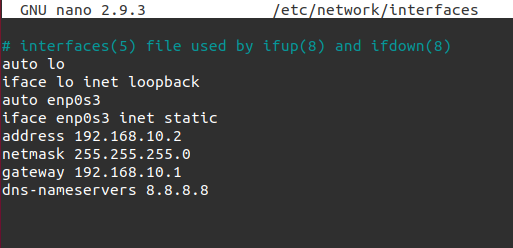 GNU nano 2.9.3 /etc/network/interfaces
# interfaces(5) file used by ifup(8) and ifdown(8)
auto lo
iface lo inet loopback
auto enp0s3
iface enp0s3 inet static
address 192.168.10.2
netmask 255.255.255.0
gateway 192.168.10.1
dns-nameservers 8.8.8.8